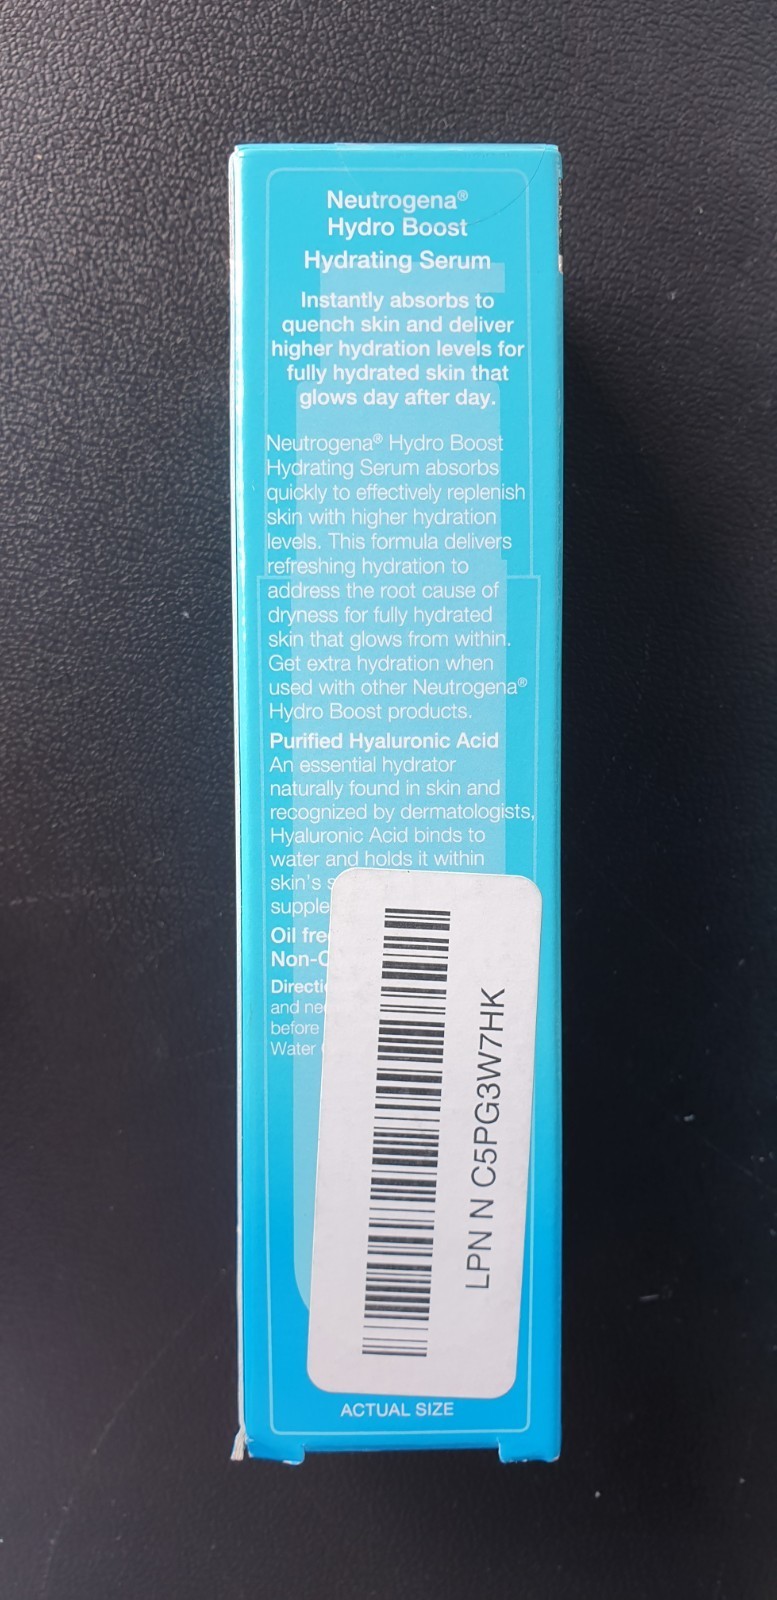 Neutrogena®
Hydro Boost
Hydrating Serum
Instantly absorbs to
quench skin and deliver
higher hydration levels for
fully hydrated skin that
glows day after day.
Neutrogena® Hydro Boost
Hydrating Serum absorbs
quickly to effectively replenish
skin with higher hydration
levels. This formula delivers
refreshing hydration to
address the root cause of
dryness for fully hydrated
skin that glows from within.
Get extra hydration when
used with other Neutrogena®
Hydro Boost products.
Purified Hyaluronic Acid
An essential hydrator
naturally found in skin and
recognized by dermatologists,
Hyaluronic Acid binds to
water and holds it within
skin's
Oil
and
before
Water
LPN N C5PG3W7HK
ACTUAL SIZE